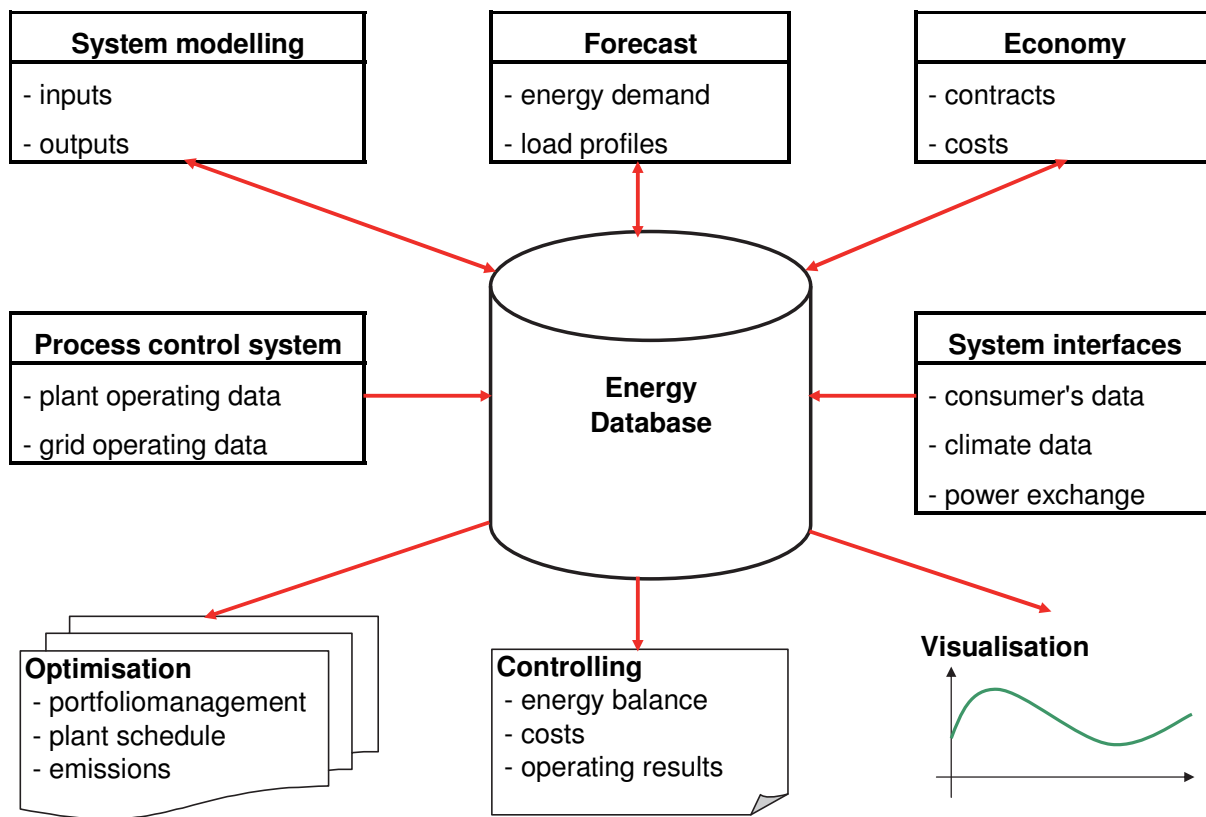 System modelling
- inputs
- outputs
Forecast
- energy demand
- load profiles
Economy
- contracts
- costs
Process control system
- plant operating data
- grid operating data
Energy
Database
System interfaces
- consumer's data
- climate data
- power exchange
Optimisation
- portfoliomanagement
- plant schedule
- emissions
Controlling
- energy balance
- costs
- operating results
Visualisation